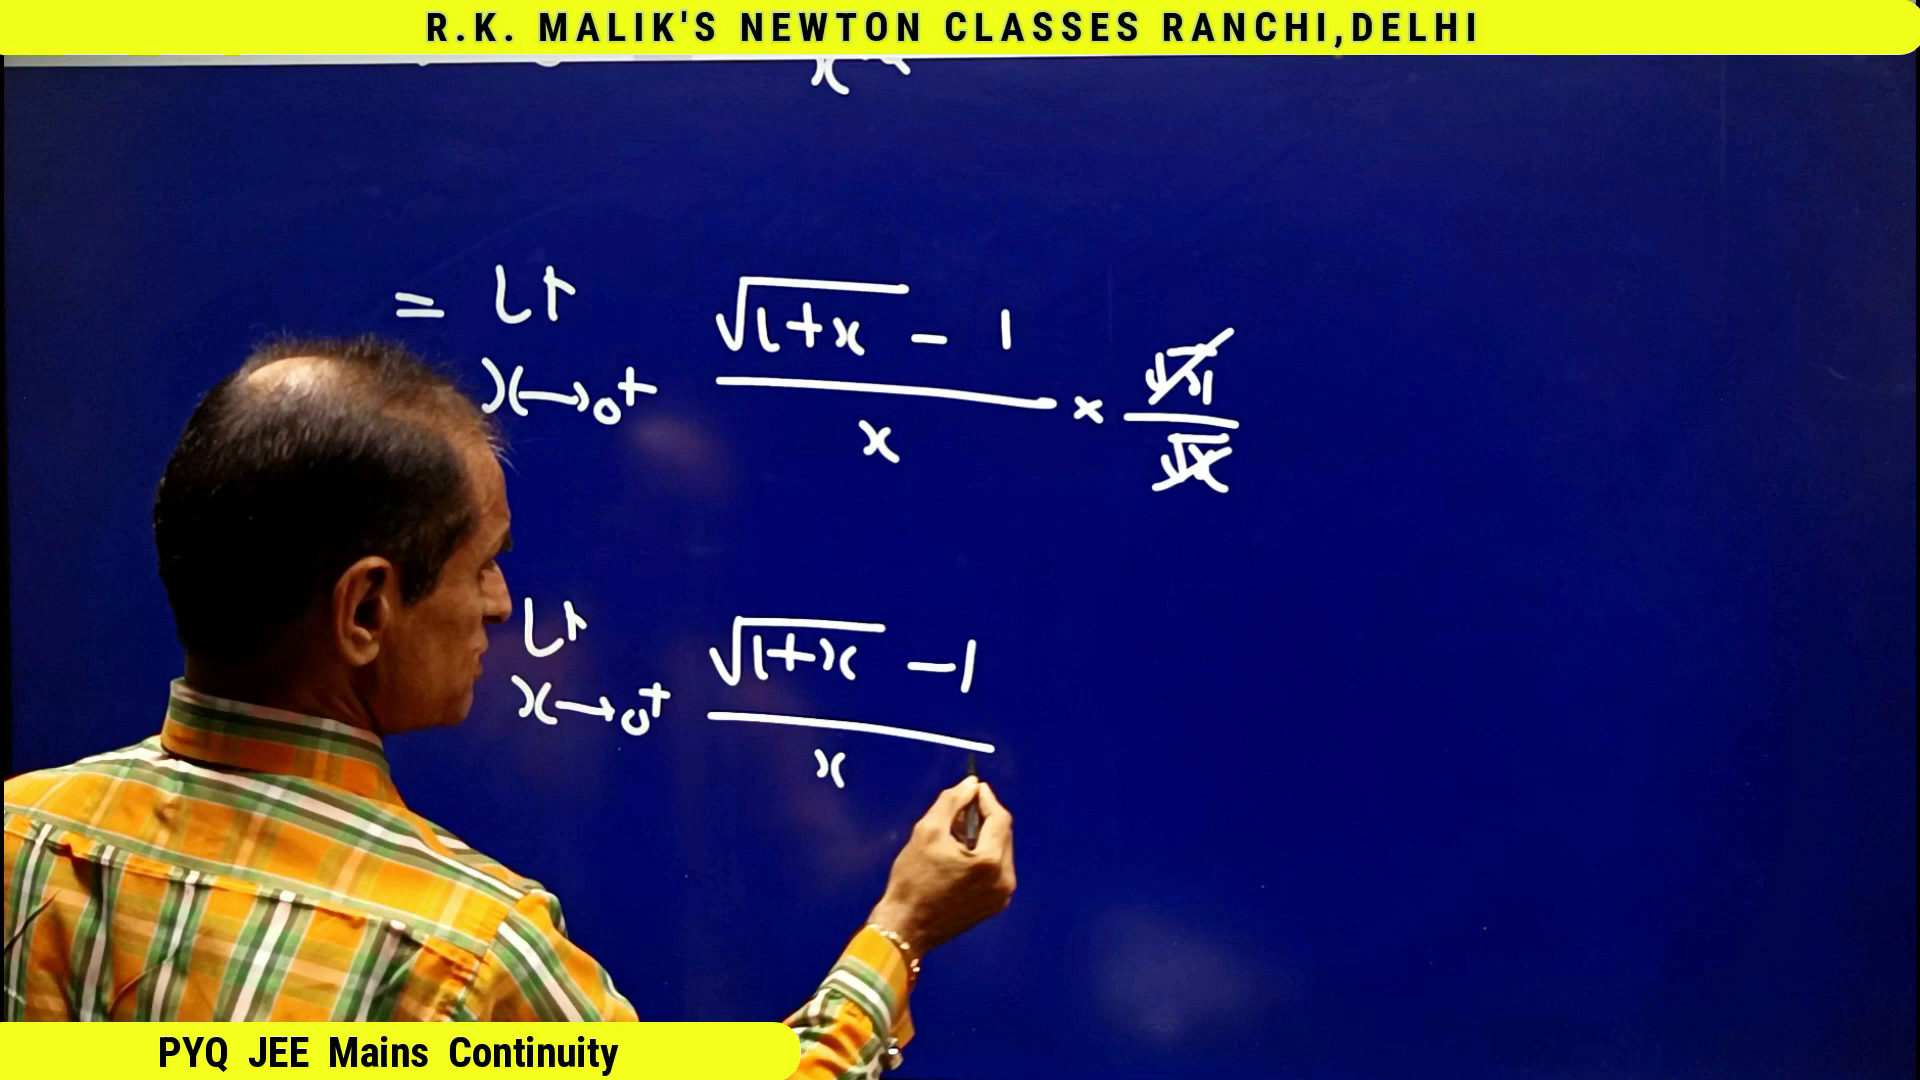 R.K. MALIK'S NEWTON CLASSES RANCHI,DELHI
= Lt √(1+x) - 1 / x × √x / √x
x→0+
Lt √(1+x) -1 / x
x→0+
PYQ JEE Mains Continuity